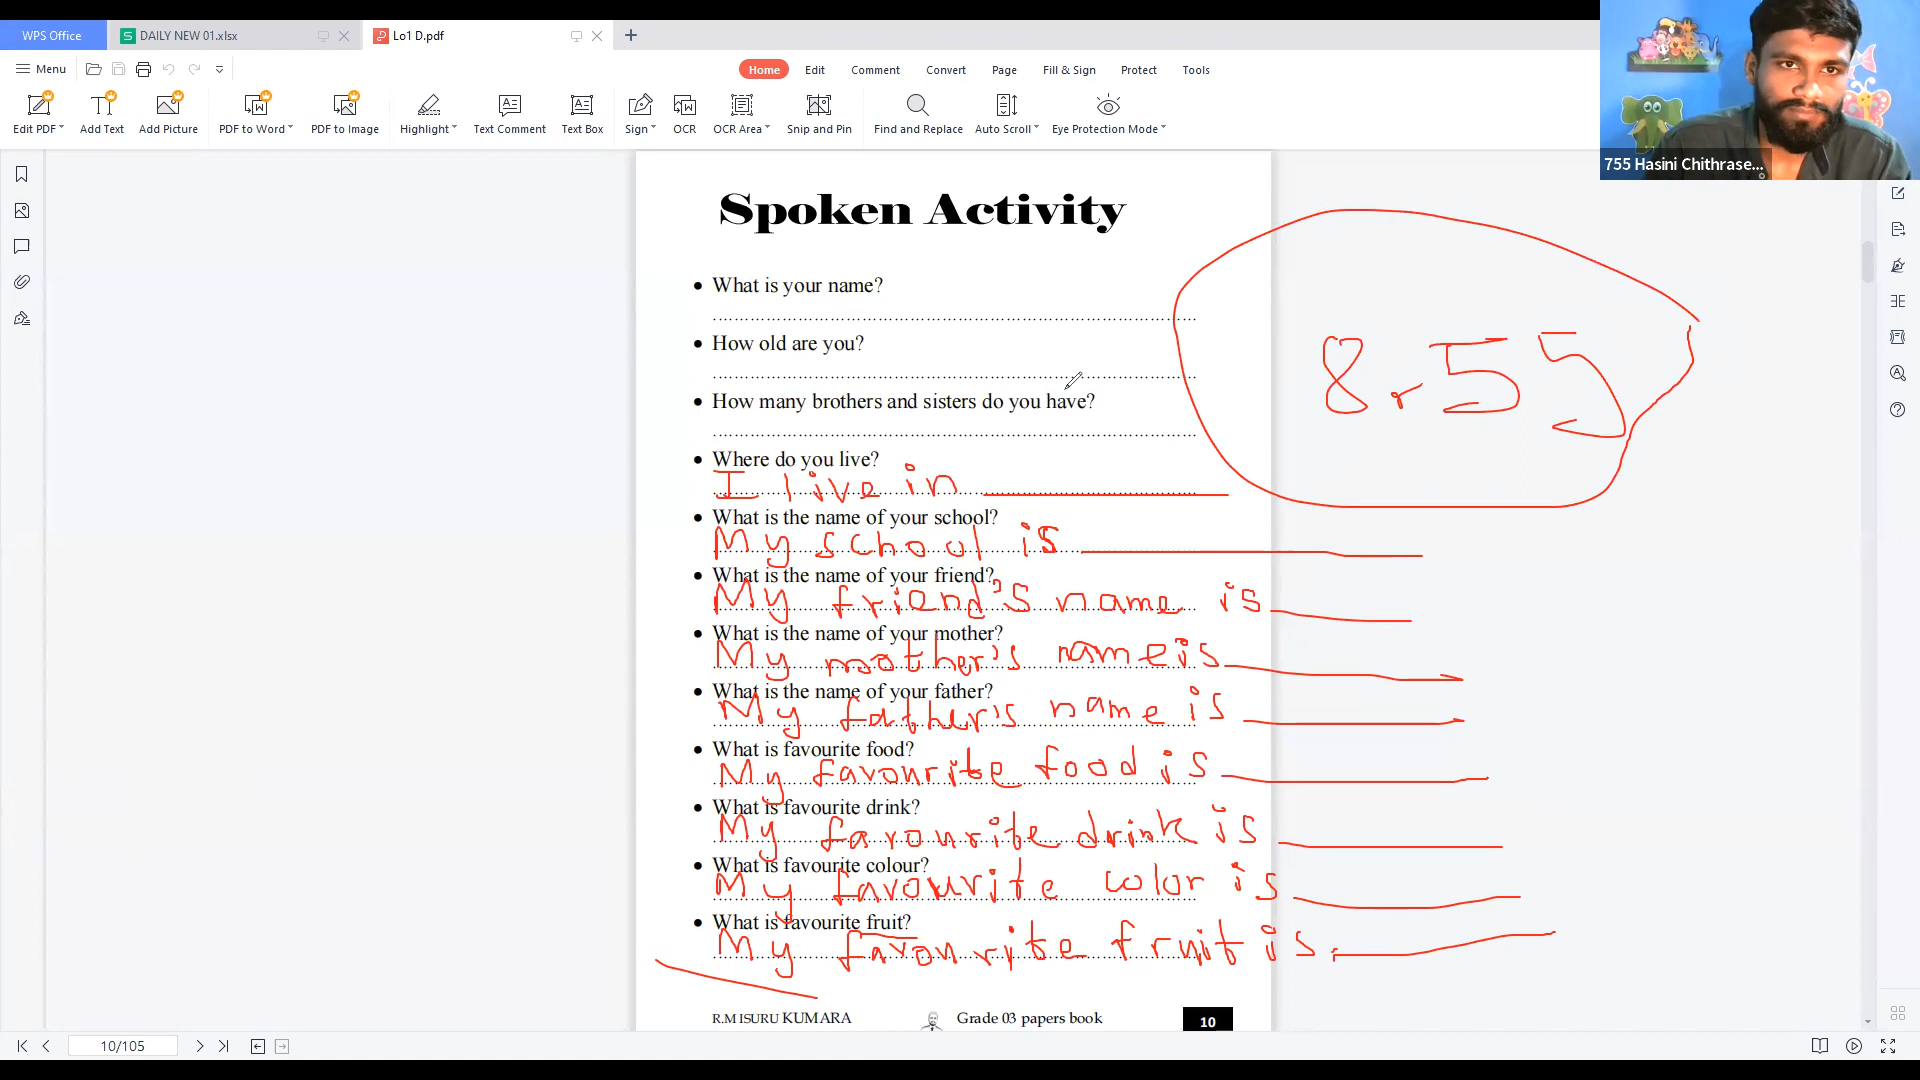 WPS Office
DAILY NEW 01.xlsx
Lo1 D.pdf
Menu
Home Edit Comment Convert Page Fill & Sign Protect Tools
Edit PDF Add Text Add Picture PDF to Word PDF to Image Highlight Text Comment Text Box Sign OCR OCR Area Snip and Pin Find and Replace Auto Scroll Eye Protection Mode
755 Hasini Chithrase...
Spoken Activity
8.55
• What is your name?
• How old are you?
• How many brothers and sisters do you have?
• Where do you live?
I live in
• What is the name of your school?
My school is
• What is the name of your friend?
My friend's name is
• What is the name of your mother?
My mother's name is
• What is the name of your father?
My father's name is
• What is favourite food?
My favourite food is
• What is favourite drink?
My favourite drink is
• What is favourite colour?
My favourite color is
• What is favourite fruit?
My favourite fruit is
R.M ISURU KUMARA Grade 03 papers book 10
10/105